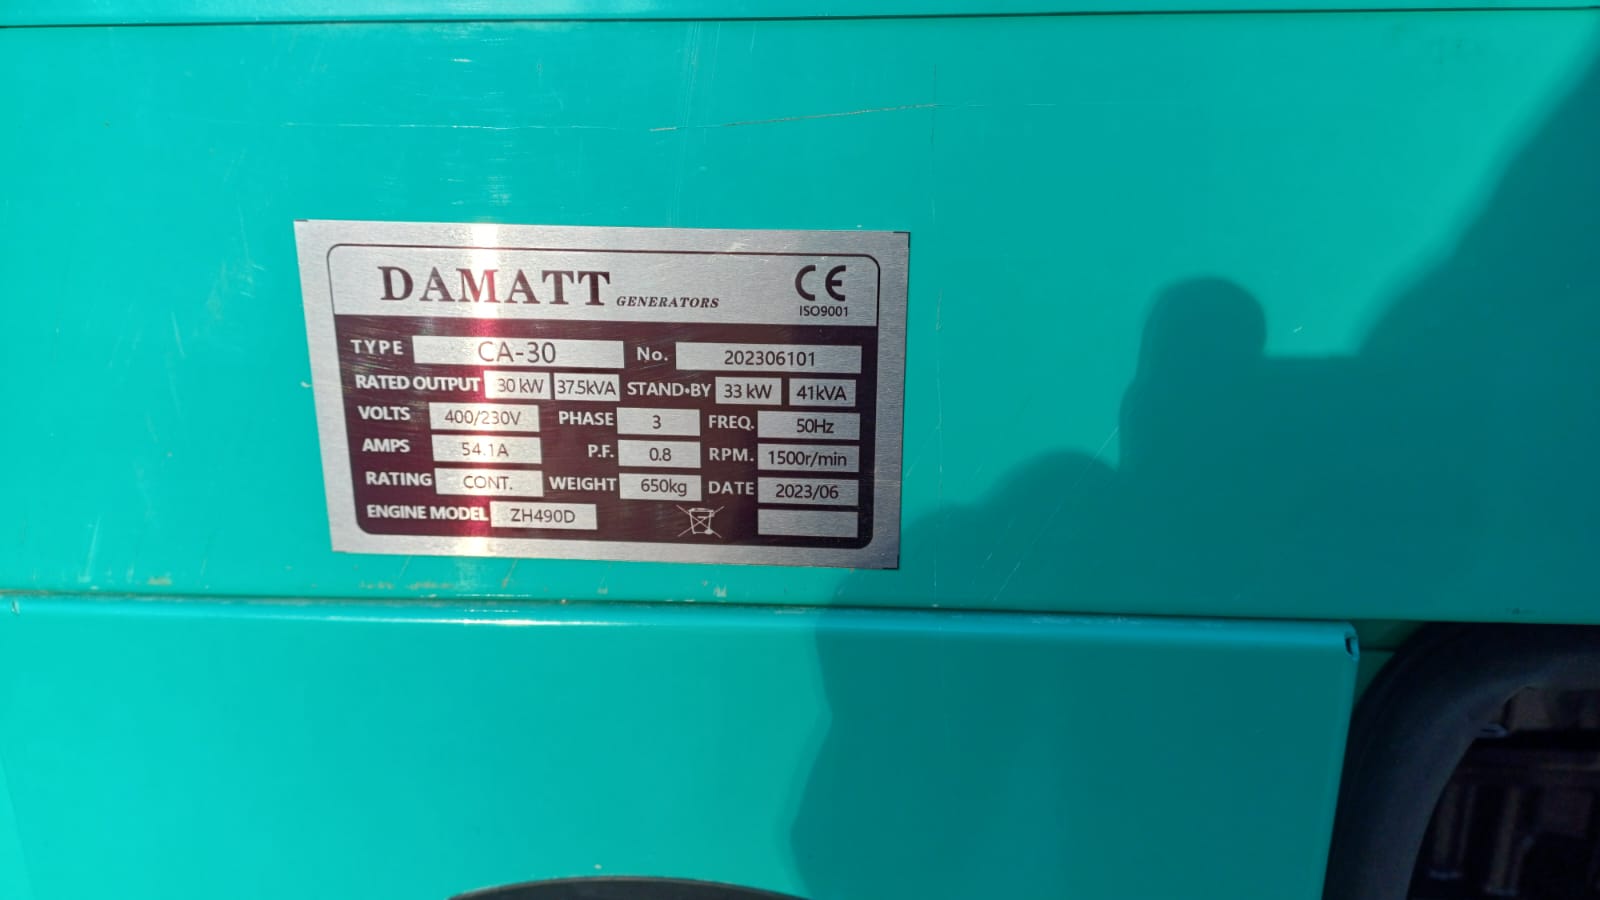 DAMATT GENERATORS CE
ISO9001
TYPE CA-30 No. 202306101
RATED OUTPUT 30 kW 37.5kVA STAND•BY 33 kW 41kVA
VOLTS 400/230V PHASE 3 FREQ. 50Hz
AMPS 54.1A P.F. 0.8 RPM. 1500r/min
RATING CONT. WEIGHT 650kg DATE 2023/06
ENGINE MODEL ZH490D